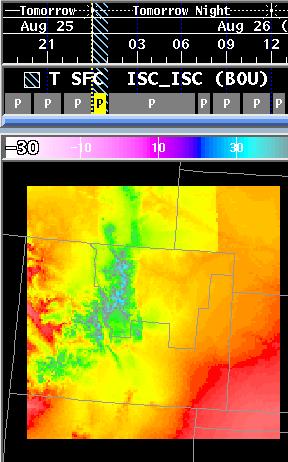 Tomorrow Tomorrow Night
Aug 25 Aug 26 (
21 03 06 09 12
T SFC ISC_ISC (BOU)
P P P P P P P P P
-30 -10 10 30